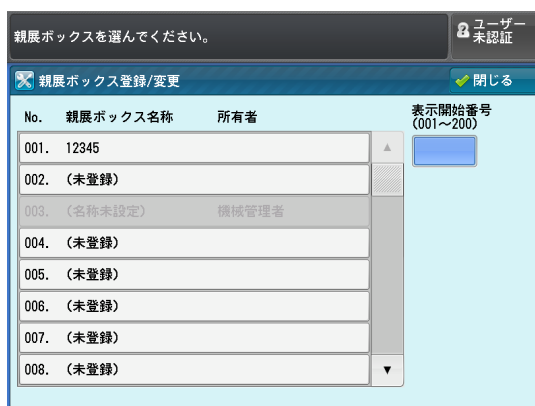 親展ボックスを選んでください。
ユーザー
未認証
親展ボックス登録/変更
閉じる
No. 親展ボックス名称 所有者
表示開始番号
(001～200)
001. 12345
002. (未登録)
003. (名称未設定) 機械管理者
004. (未登録)
005. (未登録)
006. (未登録)
007. (未登録)
008. (未登録)